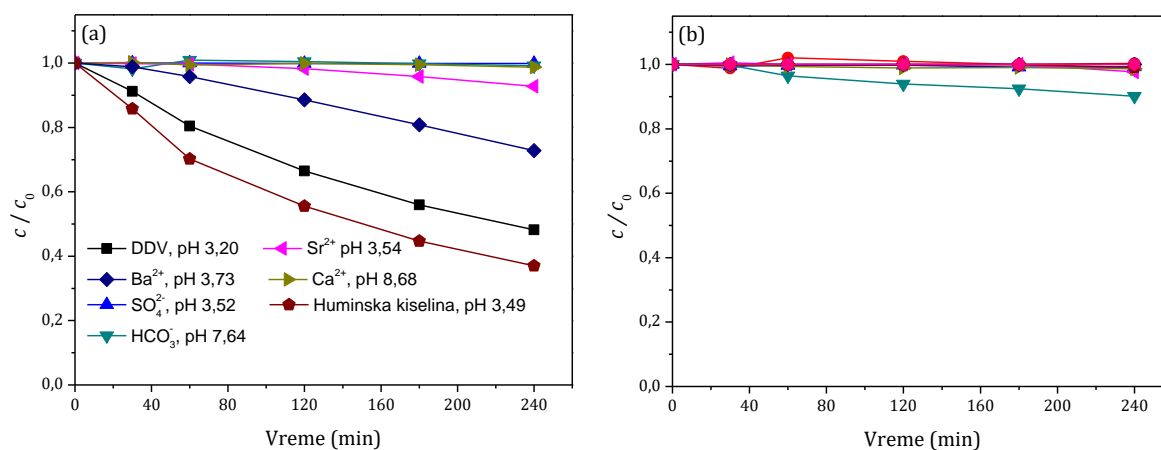 (a)
c / c₀
1,0
0,8
0,6
0,4
0,2
0,0
DDV, pH 3,20
Sr²⁺ pH 3,54
Ba²⁺, pH 3,73
Ca²⁺, pH 8,68
SO₄²⁻, pH 3,52
Huminska kiselina, pH 3,49
HCO₃⁻, pH 7,64
0 40 80 120 160 200 240
Vreme (min)
(b)
c / c₀
1,0
0,8
0,6
0,4
0,2
0,0
0 40 80 120 160 200 240
Vreme (min)